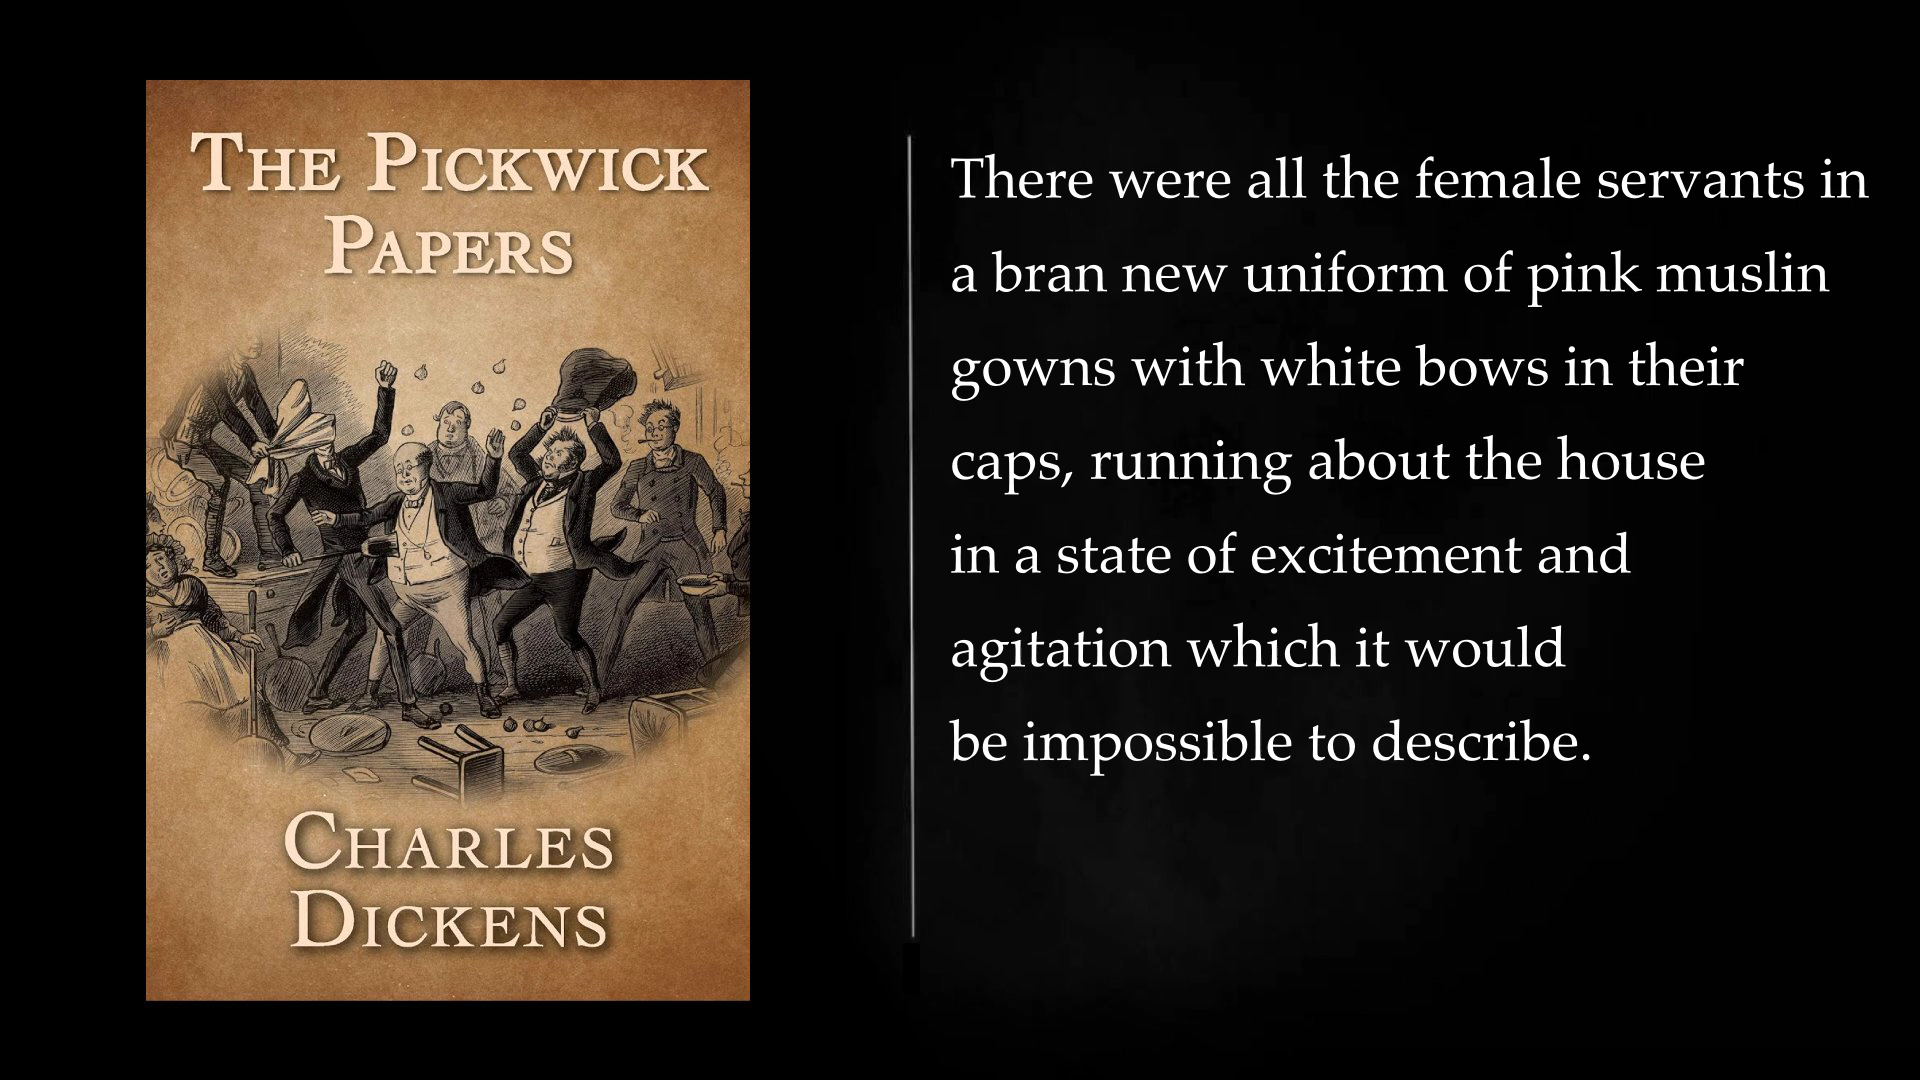 The Pickwick
Papers
Charles
Dickens
There were all the female servants in
a bran new uniform of pink muslin
gowns with white bows in their
caps, running about the house
in a state of excitement and
agitation which it would
be impossible to describe.